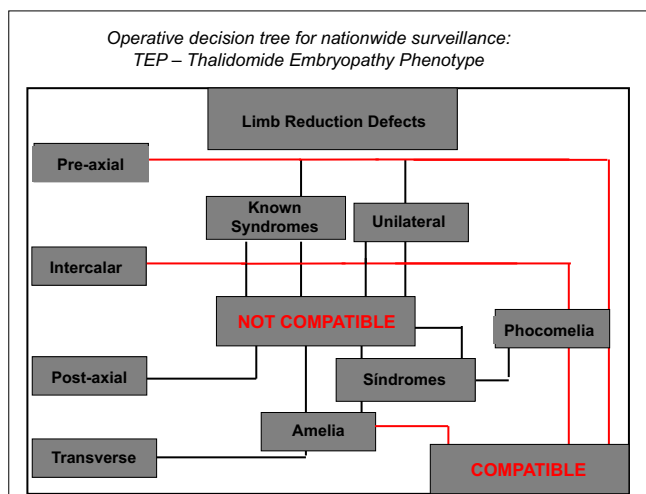 Operative decision tree for nationwide surveillance:
TEP – Thalidomide Embryopathy Phenotype
Limb Reduction Defects
Pre-axial
Known
Syndromes
Unilateral
Intercalar
NOT COMPATIBLE
Phocomelia
Post-axial
Síndromes
Amelia
Transverse
COMPATIBLE